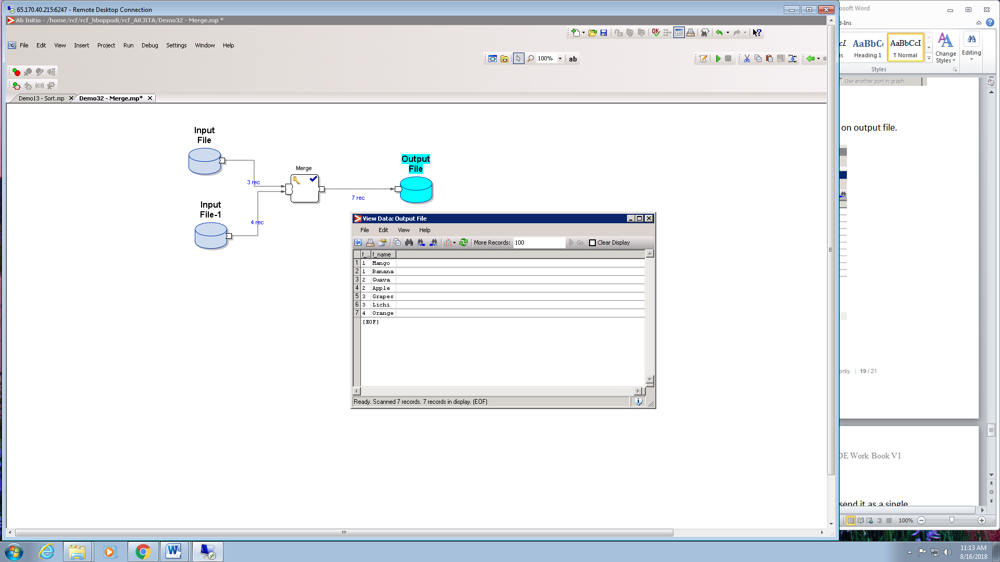 65.170.40.215:6247 - Remote Desktop Connection
Ab Initio - /home/rcf/rcf_hboppudi/rcf_ARJITA/Demo32 - Merge.mp *
File Edit View Insert Project Run Debug Settings Window Help
OK
100%
ab
Demo13 - Sort.mp
Demo32 - Merge.mp*
Input
File
3 rec
Input
File-1
4 rec
Merge
7 rec
Output
File
View Data: Output File
File Edit View Help
More Records: 100 Go Clear Display
f_... f_name
1 1 Mango
2 1 Banana
3 2 Guava
4 2 Apple
5 3 Grapes
6 3 Lichi
7 4 Orange
[EOF]
Ready. Scanned 7 records. 7 records in display. (EOF)
osoft Word
d-Ins
AaBbC AaBbCcI
Heading 1 ¶ Normal
Change
Styles
Editing
Styles
Use another port in graph
on output file.
only. | 19 / 21
DE Work Book V1
send it as a single
100%
11:13 AM
8/16/2018